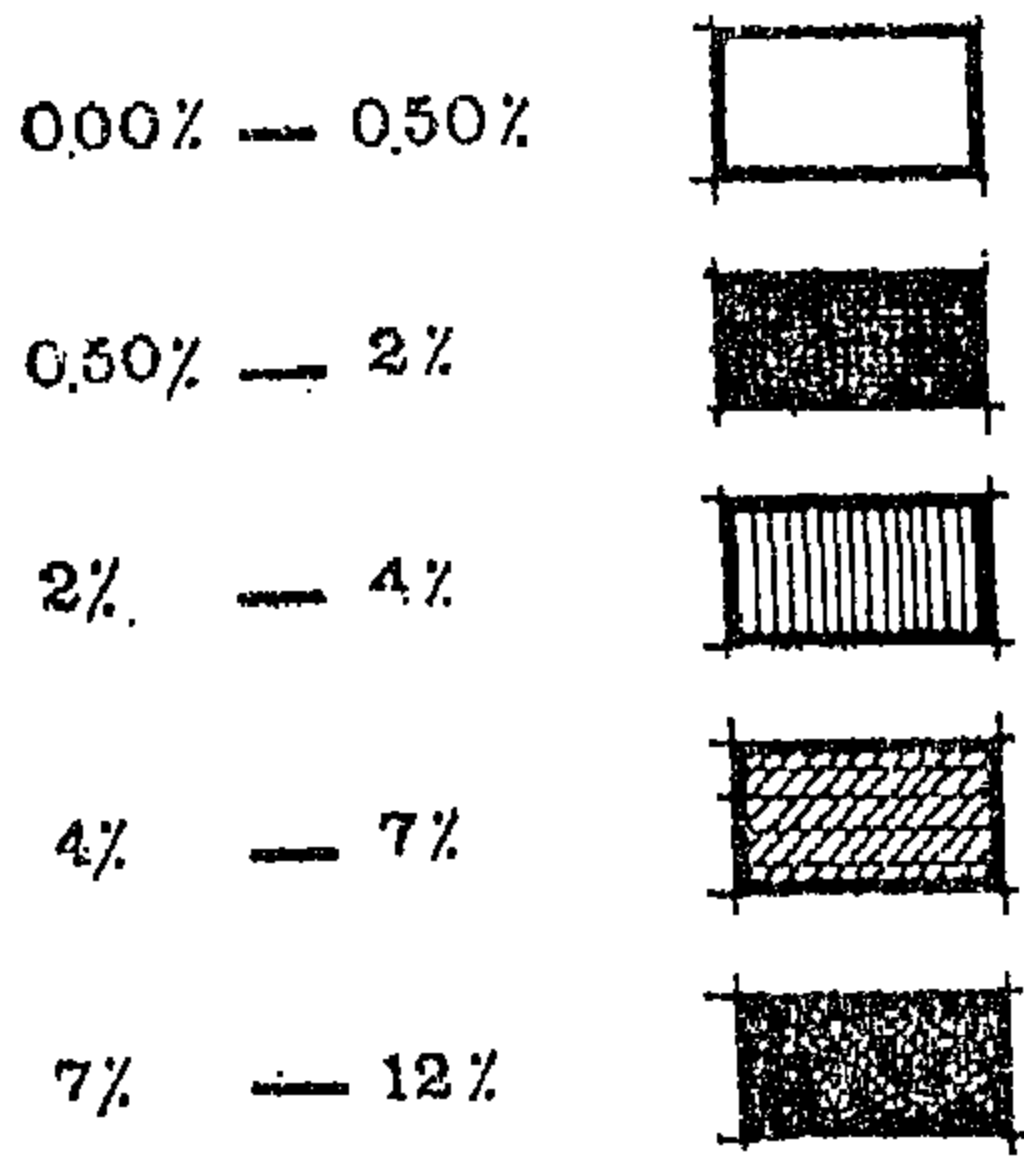 0.00% — 0.50%
0.50% — 2%
2% — 4%
4% — 7%
7% — 12%